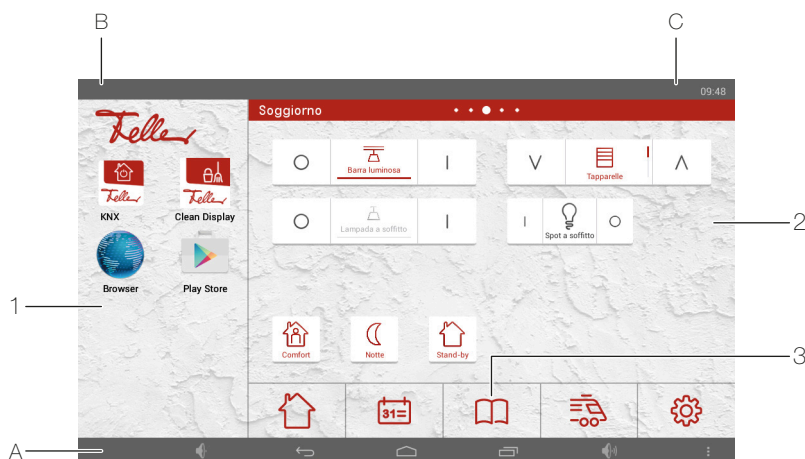 B
C
09:48
Soggiorno
Feller
Barra luminosa
Tapparelle
Feller
Feller
KNX
Clean Display
Lampada a soffitto
Spot a soffitto
2
Browser
Play Store
1
Comfort
Notte
Stand-by
3
31
A